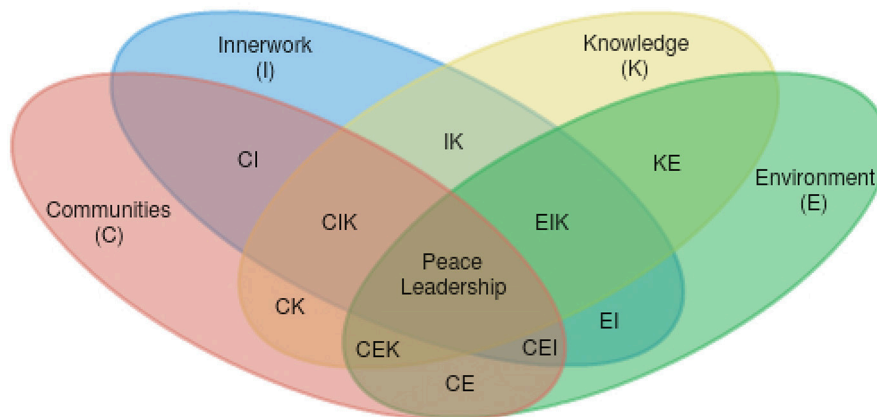 Innerwork
(I)
Knowledge
(K)
IK
CI
KE
Environment
(E)
Communities
(C)
CIK
EIK
Peace
Leadership
CK
EI
CEK
CEI
CE